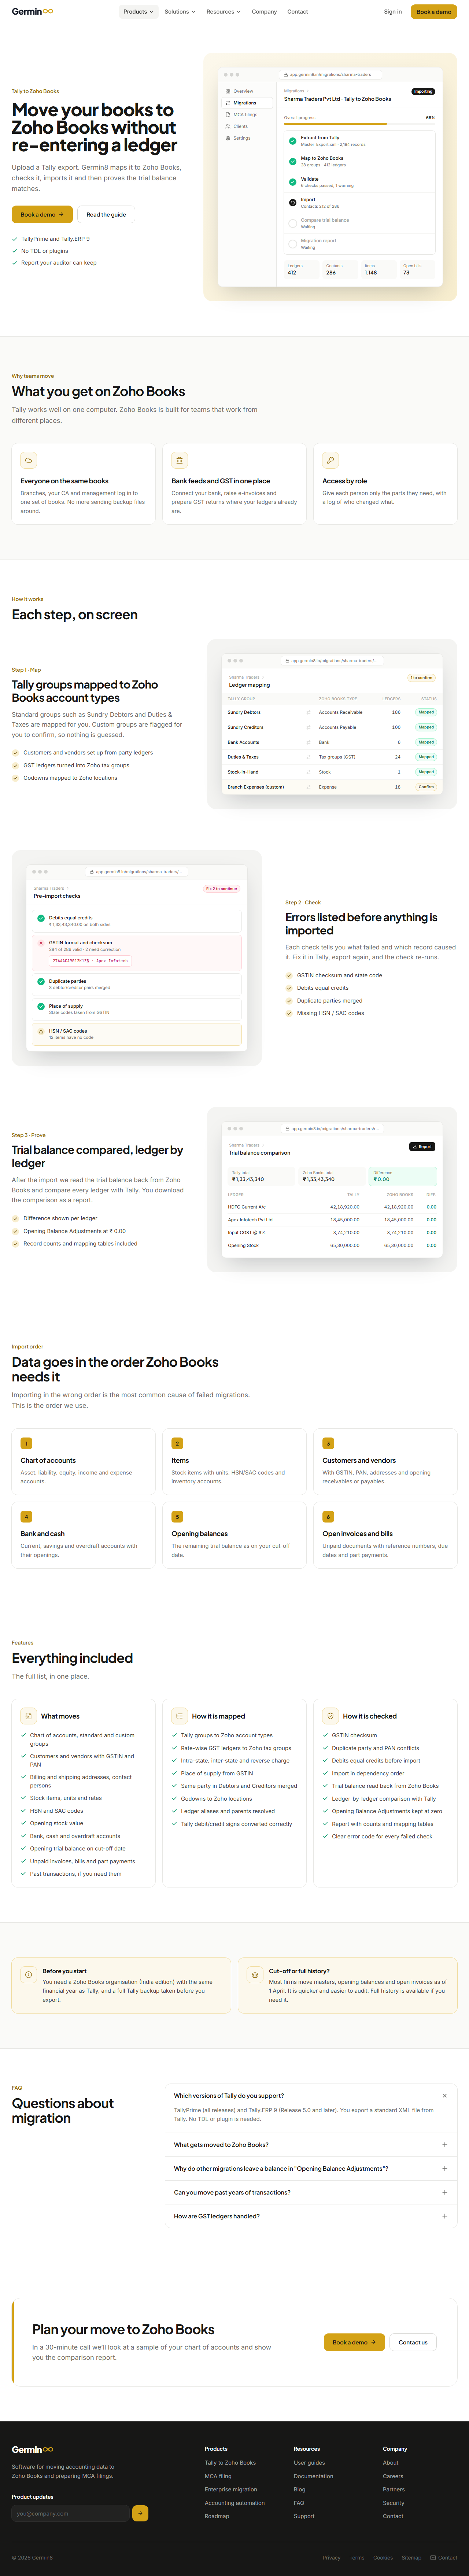 Germin
Products
Solutions
Resources
Company
Contact
Sign in
Book a demo
Tally to Zoho Books
Move your books to
Zoho Books without
re-entering a ledger
Upload a Tally export. Germin8 maps it to Zoho Books,
checks it, imports it and then proves the trial balance
matches.
Book a demo
Read the guide
TallyPrime and Tally.ERP 9
No TDL or plugins
Report your auditor can keep
app.germin8.in/migrations/sharma-traders
Overview
Migrations
MCA filings
Clients
Settings
Migrations
Sharma Traders Pvt Ltd · Tally to Zoho Books
Importing
Overall progress
68%
Extract from Tally
Master_Export.xml · 2,184 records
Map to Zoho Books
28 groups · 412 ledgers
Validate
6 checks passed, 1 warning
Import
Contacts 212 of 286
Compare trial balance
Waiting
Migration report
Waiting
Ledgers
412
Contacts
286
Items
1,148
Open bills
73
Why teams move
What you get on Zoho Books
Tally works well on one computer. Zoho Books is built for teams that work from
different places.
Everyone on the same books
Branches, your CA and management log in to
one set of books. No more sending backup files
around.
Bank feeds and GST in one place
Connect your bank, raise e-invoices and
prepare GST returns where your ledgers already
are.
Access by role
Give each person only the parts they need, with
a log of who changed what.
How it works
Each step, on screen
Step 1 · Map
Tally groups mapped to Zoho
Books account types
Standard groups such as Sundry Debtors and Duties &
Taxes are mapped for you. Custom groups are flagged for
you to confirm, so nothing is guessed.
Customers and vendors set up from party ledgers
GST ledgers turned into Zoho tax groups
Godowns mapped to Zoho locations
app.germin8.in/migrations/sharma-traders/...
Sharma Traders
Ledger mapping
1 to confirm
TALLY GROUP
ZOHO BOOKS TYPE
LEDGERS
STATUS
Sundry Debtors
Accounts Receivable
186
Mapped
Sundry Creditors
Accounts Payable
100
Mapped
Bank Accounts
Bank
6
Mapped
Duties & Taxes
Tax groups (GST)
24
Mapped
Stock-in-Hand
Stock
1
Mapped
Branch Expenses (custom)
Expense
18
Confirm
app.germin8.in/migrations/sharma-traders/...
Sharma Traders
Pre-import checks
Fix 2 to continue
Debits equal credits
₹ 1,33,43,340.00 on both sides
GSTIN format and checksum
284 of 286 valid · 2 need correction
Apex Infotech
Duplicate parties
3 debtor/creditor pairs merged
Place of supply
State codes taken from GSTIN
HSN / SAC codes
12 items have no code
Step 2 · Check
Errors listed before anything is
imported
Each check tells you what failed and which record caused
it. Fix it in Tally, export again, and the check re-runs.
GSTIN checksum and state code
Debits equal credits
Duplicate parties merged
Missing HSN / SAC codes
Step 3 · Prove
Trial balance compared, ledger by
ledger
After the import we read the trial balance back from Zoho
Books and compare every ledger with Tally. You download
the comparison as a report.
Difference shown per ledger
Opening Balance Adjustments at ₹ 0.00
Record counts and mapping tables included
app.germin8.in/migrations/sharma-traders/r...
Sharma Traders
Trial balance comparison
Report
Tally total
₹ 1,33,43,340
Zoho Books total
₹ 1,33,43,340
Difference
₹ 0.00
LEDGER
TALLY
ZOHO BOOKS
DIFF.
HDFC Current A/c
42,18,920.00
42,18,920.00
0.00
Apex Infotech Pvt Ltd
18,45,000.00
18,45,000.00
0.00
Input CGST @ 9%
3,74,210.00
3,74,210.00
0.00
Opening Stock
65,30,000.00
65,30,000.00
0.00
Import order
Data goes in the order Zoho Books
needs it
Importing in the wrong order is the most common cause of failed migrations.
This is the order we use.
1
Chart of accounts
Asset, liability, equity, income and expense
accounts.
2
Items
Stock items with units, HSN/SAC codes and
inventory accounts.
3
Customers and vendors
With GSTIN, PAN, addresses and opening
receivables or payables.
4
Bank and cash
Current, savings and overdraft accounts with
their openings.
5
Opening balances
The remaining trial balance as on your cut-off
date.
6
Open invoices and bills
Unpaid documents with reference numbers, due
dates and part payments.
Features
Everything included
The full list, in one place.
What moves
Chart of accounts, standard and custom
groups
Customers and vendors with GSTIN and
PAN
Billing and shipping addresses, contact
persons
Stock items, units and rates
HSN and SAC codes
Opening stock value
Bank, cash and overdraft accounts
Opening trial balance on cut-off date
Unpaid invoices, bills and part payments
Past transactions, if you need them
How it is mapped
Tally groups to Zoho account types
Rate-wise GST ledgers to Zoho tax groups
Intra-state, inter-state and reverse charge
Place of supply from GSTIN
Same party in Debtors and Creditors merged
Godowns to Zoho locations
Ledger aliases and parents resolved
Tally debit/credit signs converted correctly
How it is checked
GSTIN checksum
Duplicate party and PAN conflicts
Debits equal credits before import
Import in dependency order
Trial balance read back from Zoho Books
Ledger-by-ledger comparison with Tally
Opening Balance Adjustments kept at zero
Report with counts and mapping tables
Clear error code for every failed check
Before you start
You need a Zoho Books organisation (India edition) with the same
financial year as Tally, and a full Tally backup taken before you
export.
Cut-off or full history?
Most firms move masters, opening balances and open invoices as of
1 April. It is quicker and easier to audit. Full history is available if you
need it.
FAQ
Questions about
migration
Which versions of Tally do you support?
TallyPrime (all releases) and Tally.ERP 9 (Release 5.0 and later). You export a standard XML file from
Tally. No TDL or plugin is needed.
What gets moved to Zoho Books?
Why do other migrations leave a balance in "Opening Balance Adjustments"?
Can you move past years of transactions?
How are GST ledgers handled?
Plan your move to Zoho Books
In a 30-minute call we'll look at a sample of your chart of accounts and show
you the comparison report.
Book a demo
Contact us
Germin
Software for moving accounting data to
Zoho Books and preparing MCA filings.
Product updates
you@company.com
Products
Tally to Zoho Books
MCA filing
Enterprise migration
Accounting automation
Roadmap
Resources
User guides
Documentation
Blog
FAQ
Support
Company
About
Careers
Partners
Security
Contact
© 2026 Germin8
Privacy
Terms
Cookies
Sitemap
Contact